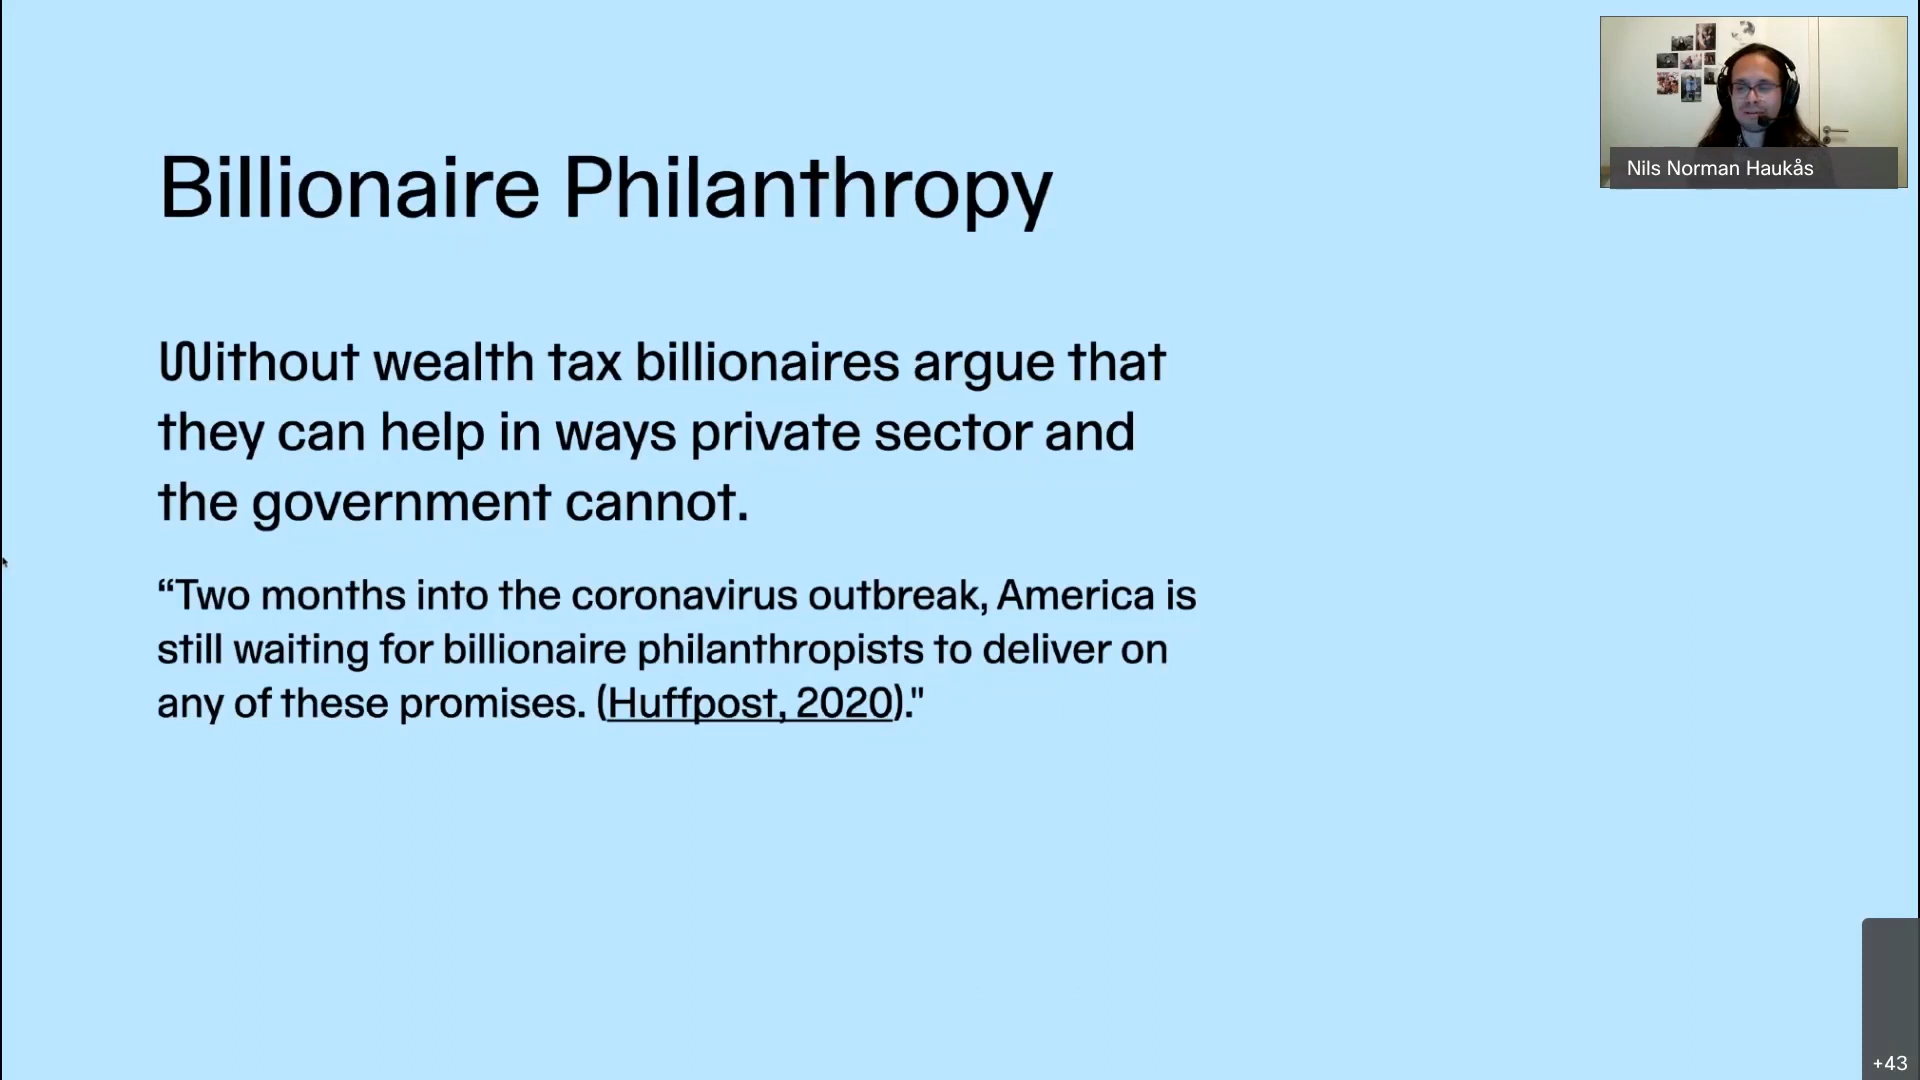 Billionaire Philanthropy
Nils Norman Haukås
Without wealth tax billionaires argue that
they can help in ways private sector and
the government cannot.
“Two months into the coronavirus outbreak, America is
still waiting for billionaire philanthropists to deliver on
any of these promises. (Huffpost, 2020)."
+43